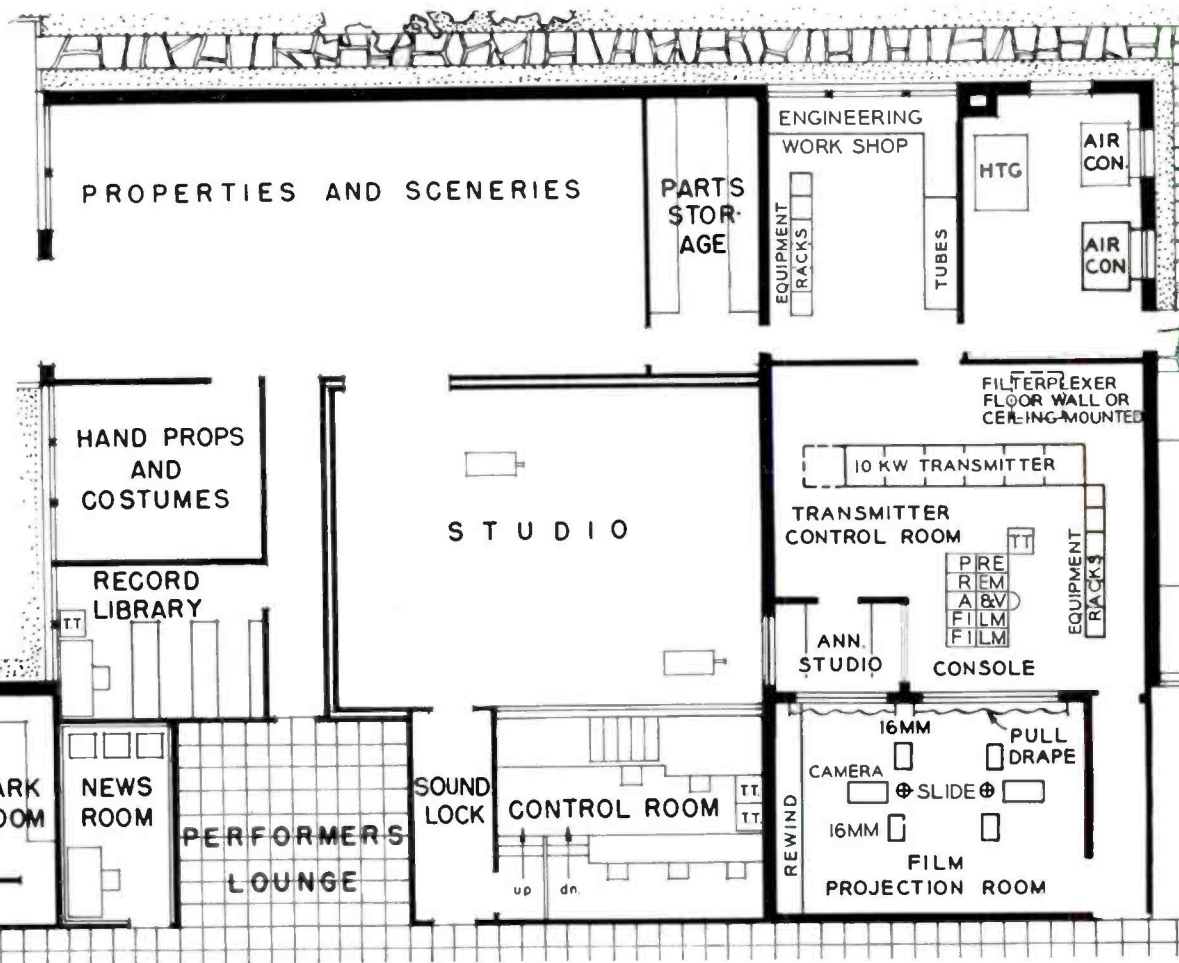 PROPERTIES AND SCENERIES
PARTS
STOR-
AGE
ENGINEERING
WORK SHOP
EQUIPMENT
RACKS
TUBES
HTG
AIR
CON.
AIR
CON
HAND PROPS
AND
COSTUMES
STUDIO
FILTERPLEXER
FLOOR WALL OR
CEILING MOUNTED
10 KW TRANSMITTER
TRANSMITTER
CONTROL ROOM
TT
PRE
REM
A&V
FILM
FILM
EQUIPMENT
RACKS
CONSOLE
ANN.
STUDIO
RECORD
LIBRARY
T.T
NEWS
ROOM
PERFORMERS
LOUNGE
SOUND
LOCK
CONTROL ROOM
T.T.
T.T.
up
dn.
REWIND
16MM
PULL
DRAPE
CAMERA
SLIDE
16MM
FILM
PROJECTION ROOM
ARK
OOM